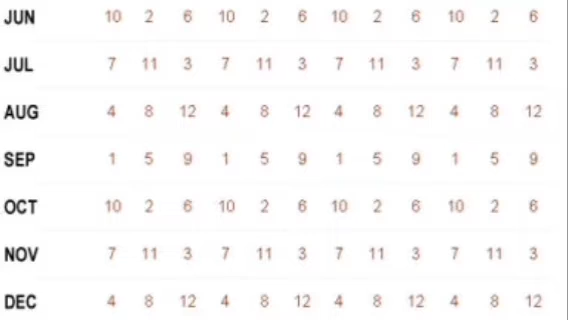 JUN 10 2 6 10 2 6 10 2 6 10 2 6
JUL 7 11 3 7 11 3 7 11 3 7 11 3
AUG 4 8 12 4 8 12 4 8 12 4 8 12
SEP 1 5 9 1 5 9 1 5 9 1 5 9
OCT 10 2 6 10 2 6 10 2 6 10 2 6
NOV 7 11 3 7 11 3 7 11 3 7 11 3
DEC 4 8 12 4 8 12 4 8 12 4 8 12